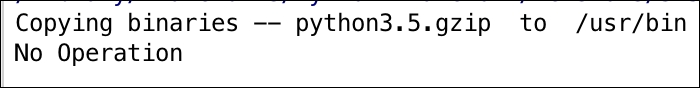 Copying binaries -- python3.5.gzip  to  /usr/bin
No Operation